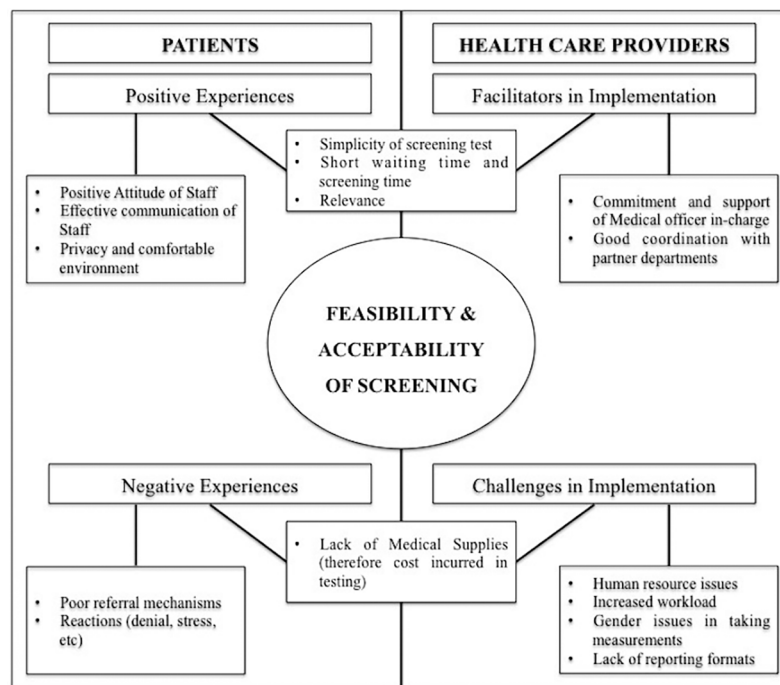 PATIENTS
HEALTH CARE PROVIDERS
Positive Experiences
Facilitators in Implementation
• Simplicity of screening test
• Short waiting time and
screening time
• Relevance
• Positive Attitude of Staff
• Effective communication of
Staff
• Privacy and comfortable
environment
• Commitment and support
of Medical officer in-charge
• Good coordination with
partner departments
FEASIBILITY &
ACCEPTABILITY
OF SCREENING
Negative Experiences
Challenges in Implementation
• Lack of Medical Supplies
(therefore cost incurred in
testing)
• Poor referral mechanisms
• Reactions (denial, stress,
etc)
• Human resource issues
• Increased workload
• Gender issues in taking
measurements
• Lack of reporting formats